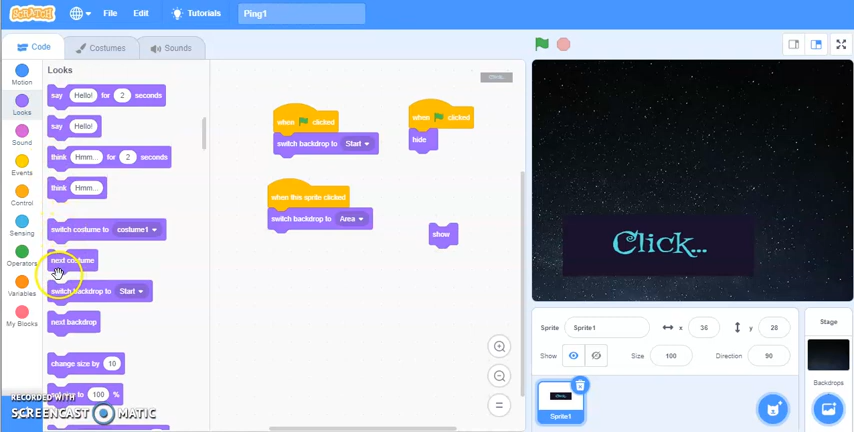 SCRATCH File Edit Tutorials Ping1
Code Costumes Sounds
Motion
Looks
Sound
Events
Control
Sensing
Operators
Variables
My Blocks
Looks
say Hello! for 2 seconds
say Hello!
think Hmm... for 2 seconds
think Hmm...
switch costume to costume1
next costume
switch backdrop to Start
next backdrop
change size by 10
100 %
when clicked
switch backdrop to Start
when clicked
hide
when this sprite clicked
switch backdrop to Area
show
Click...
Click...
Sprite Sprite1 x 36 y 28
Show Size 100 Direction 90
Sprite1
Stage
Backdrops
RECORDED WITH
SCREENCAST MATIC